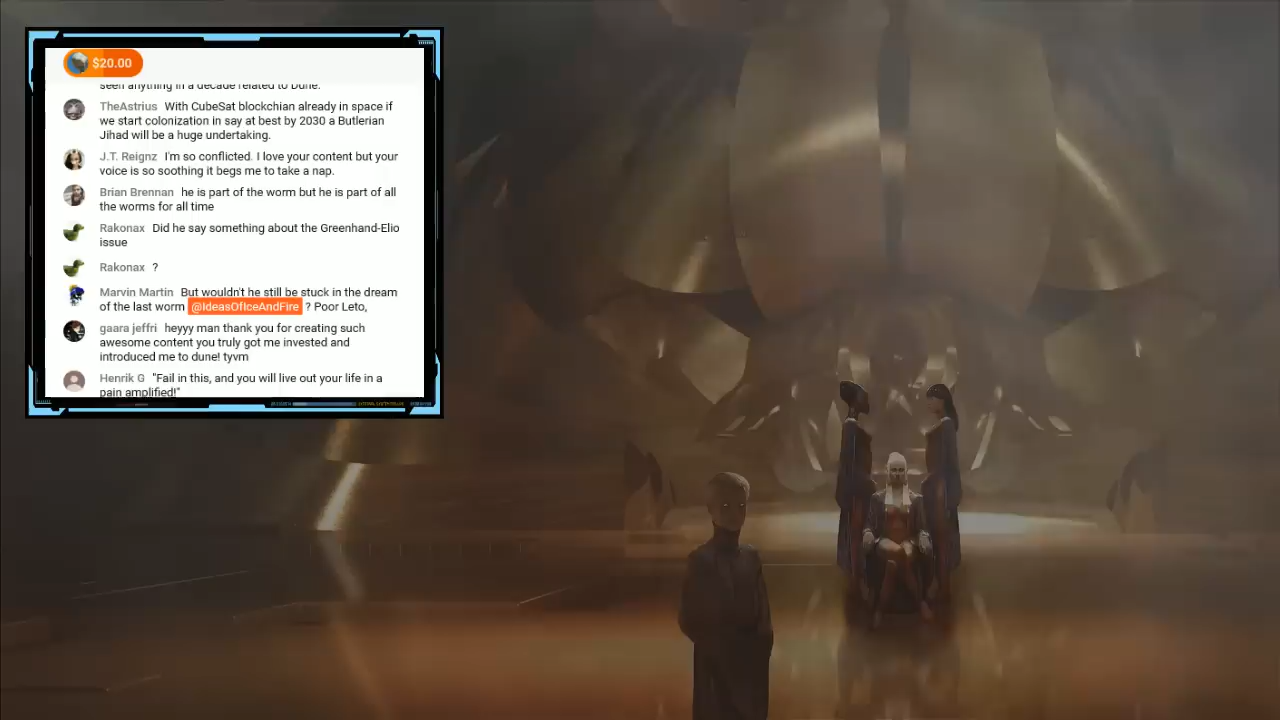 $20.00
seen anything in a decade related to Dune.
TheAstrius With CubeSat blockchian already in space if
we start colonization in say at best by 2030 a Butlerian
Jihad will be a huge undertaking.
J.T. Reignz I'm so conflicted. I love your content but your
voice is so soothing it begs me to take a nap.
Brian Brennan he is part of the worm but he is part of all
the worms for all time
Rakonax Did he say something about the Greenhand-Elio
issue
Rakonax ?
Marvin Martin But wouldn't he still be stuck in the dream
of the last worm @IdeasOfIceAndFire ? Poor Leto,
gaara jeffri heyyy man thank you for creating such
awesome content you truly got me invested and
introduced me to dune! tyvm
Henrik G "Fail in this, and you will live out your life in a
pain amplified!"